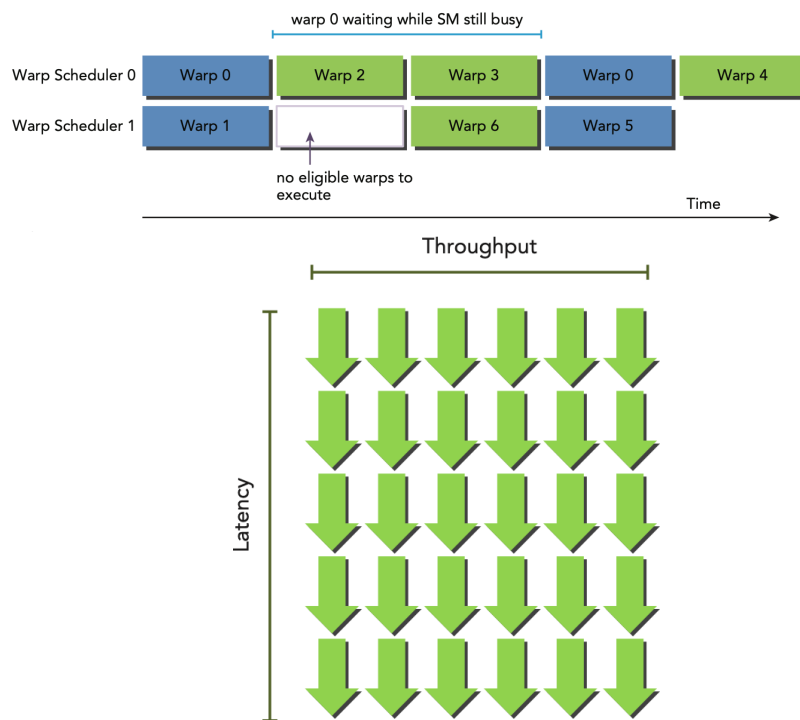 warp 0 waiting while SM still busy
Warp Scheduler 0 Warp 0 Warp 2 Warp 3 Warp 0 Warp 4
Warp Scheduler 1 Warp 1 Warp 6 Warp 5
no eligible warps to
execute
Time
Throughput
Latency